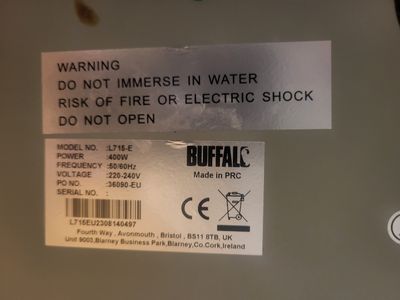 WARNING
DO NOT IMMERSE IN WATER
RISK OF FIRE OR ELECTRIC SHOCK
DO NOT OPEN
MODEL NO. :L715-E
POWER :400W
FREQUENCY :50/60Hz
VOLTAGE :220-240V
PO NO. :36090-EU
SERIAL NO. :
BUFFALO
Made in PRC
CE
L715EU2308140497
Fourth Way, Avonmouth, Bristol, BS11 8TB, UK
Unit 9003, Blarney Business Park, Blarney, Co.Cork, Ireland